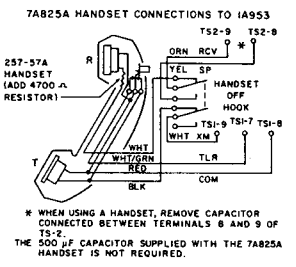 7A825A HANDSET CONNECTIONS TO 1A953
TS2-9 TS2-8
ORN RCV *
257-57A
HANDSET
(ADD 4700 Ω
RESISTOR)
R
YEL SP
HANDSET
OFF
HOOK
TS1-9 TS1-7 TS1-8
WHT WHT XM
T
WHT/GRN TLR
RED
BLK COM
* WHEN USING A HANDSET, REMOVE CAPACITOR
CONNECTED BETWEEN TERMINALS 8 AND 9 OF
TS-2.
THE 500 µF CAPACITOR SUPPLIED WITH THE 7A825A
HANDSET IS NOT REQUIRED.